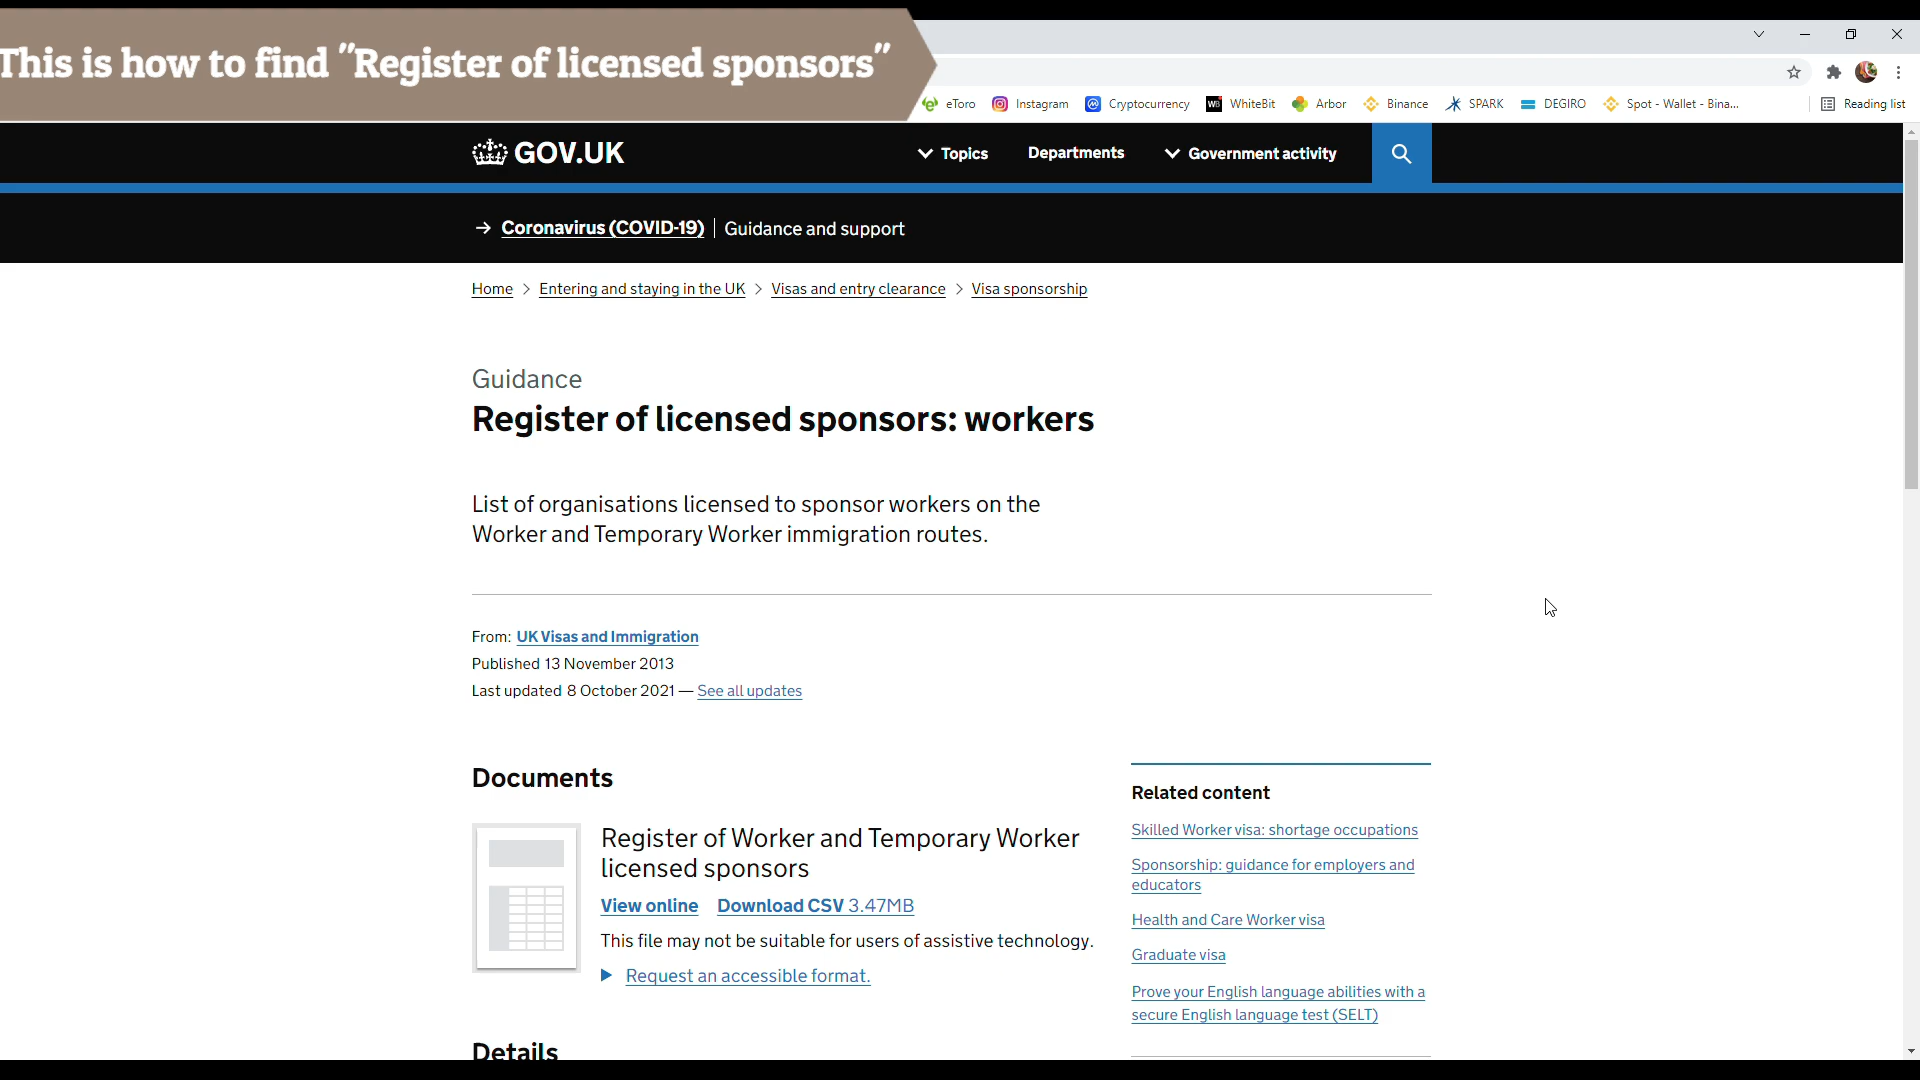 This is how to find "Register of licensed sponsors"
eToro Instagram Cryptocurrency WhiteBit Arbor Binance SPARK DEGIRO Spot - Wallet - Bina... Reading list
GOV.UK Topics Departments Government activity
→ Coronavirus (COVID-19) | Guidance and support
Home > Entering and staying in the UK > Visas and entry clearance > Visa sponsorship
Guidance
Register of licensed sponsors: workers
List of organisations licensed to sponsor workers on the
Worker and Temporary Worker immigration routes.
From: UK Visas and Immigration
Published 13 November 2013
Last updated 8 October 2021 — See all updates
Documents
Register of Worker and Temporary Worker
licensed sponsors
View online Download CSV 3.47MB
This file may not be suitable for users of assistive technology.
Request an accessible format.
Details
Related content
Skilled Worker visa: shortage occupations
Sponsorship: guidance for employers and
educators
Health and Care Worker visa
Graduate visa
Prove your English language abilities with a
secure English language test (SELT)